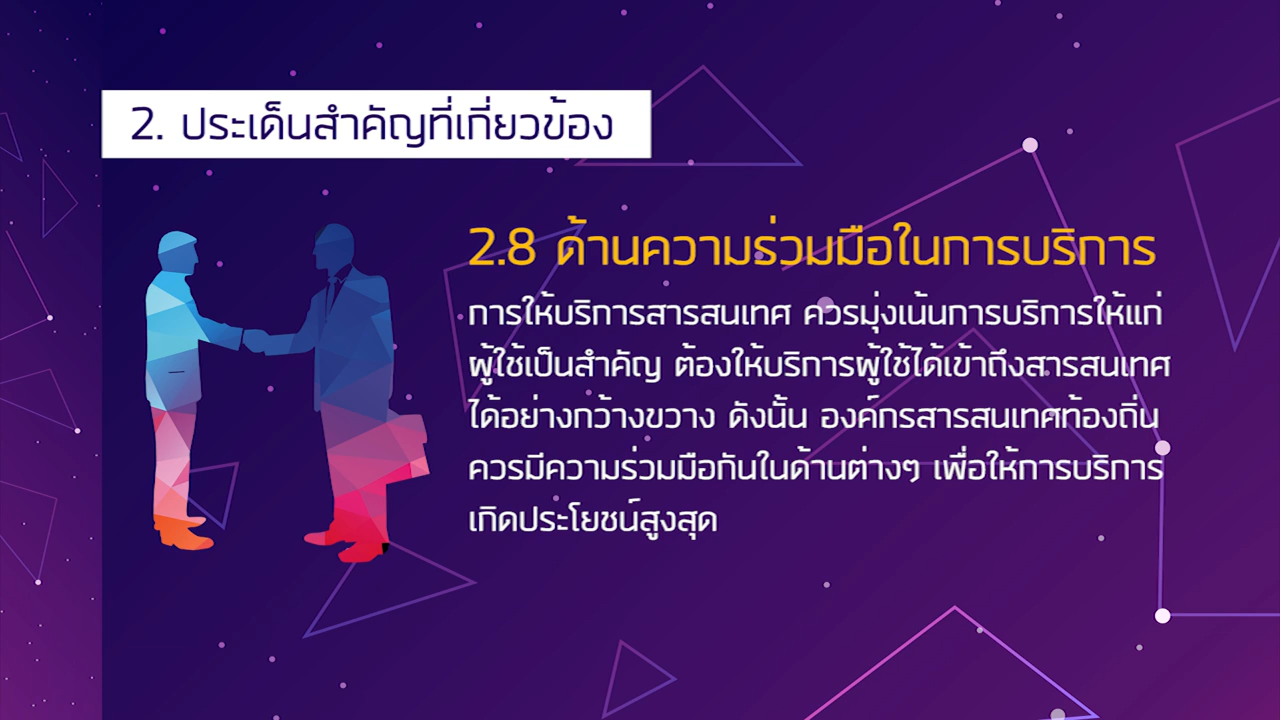 2. ประเด็นสำคัญที่เกี่ยวข้อง
2.8 ด้านความร่วมมือในการบริการ
การให้บริการสารสนเทศ ควรมุ่งเน้นการบริการให้แก่
ผู้ใช้เป็นสำคัญ ต้องให้บริการผู้ใช้ได้เข้าถึงสารสนเทศ
ได้อย่างกว้างขวาง ดังนั้น องค์กรสารสนเทศท้องถิ่น
ควรมีความร่วมมือกันในด้านต่างๆ เพื่อให้การบริการ
เกิดประโยชน์สูงสุด